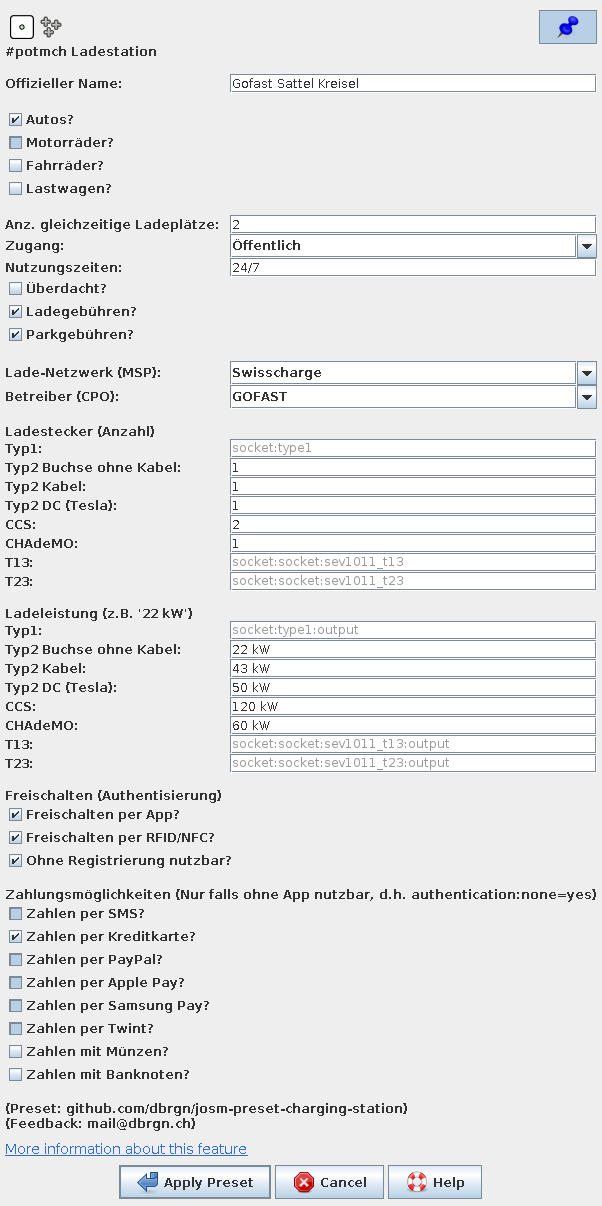 #potmch Ladestation
Offizieller Name: Gofast Sattel Kreisel
Autos?
Motorräder?
Fahrräder?
Lastwagen?
Anz. gleichzeitige Ladeplätze: 2
Zugang: Öffentlich
Nutzungszeiten: 24/7
Überdacht?
Ladegebühren?
Parkgebühren?
Lade-Netzwerk (MSP): Swisscharge
Betreiber (CPO): GOFAST
Ladestecker (Anzahl)
Typ1: socket:type1
Typ2 Buchse ohne Kabel: 1
Typ2 Kabel: 1
Typ2 DC (Tesla): 1
CCS: 2
CHAdeMO: 1
T13: socket:socket:sev1011_t13
T23: socket:socket:sev1011_t23
Ladeleistung (z.B. '22 kW')
Typ1: socket:type1:output
Typ2 Buchse ohne Kabel: 22 kW
Typ2 Kabel: 43 kW
Typ2 DC (Tesla): 50 kW
CCS: 120 kW
CHAdeMO: 60 kW
T13: socket:socket:sev1011_t13:output
T23: socket:socket:sev1011_t23:output
Freischalten (Authentisierung)
Freischalten per App?
Freischalten per RFID/NFC?
Ohne Registrierung nutzbar?
Zahlungsmöglichkeiten (Nur falls ohne App nutzbar, d.h. authentication:none=yes)
Zahlen per SMS?
Zahlen per Kreditkarte?
Zahlen per PayPal?
Zahlen per Apple Pay?
Zahlen per Samsung Pay?
Zahlen per Twint?
Zahlen mit Münzen?
Zahlen mit Banknoten?
(Preset: github.com/dbrgn/josm-preset-charging-station)
(Feedback: mail@dbrgn.ch)
More information about this feature
Apply Preset Cancel Help